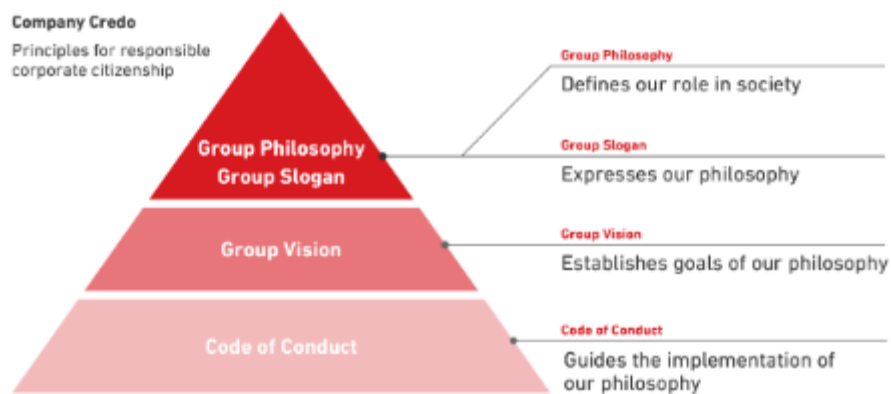 Company Credo
Principles for responsible
corporate citizenship
Group Philosophy
Group Slogan
Group Vision
Code of Conduct
Group Philosophy
Defines our role in society
Group Slogan
Expresses our philosophy
Group Vision
Establishes goals of our philosophy
Code of Conduct
Guides the implementation of
our philosophy